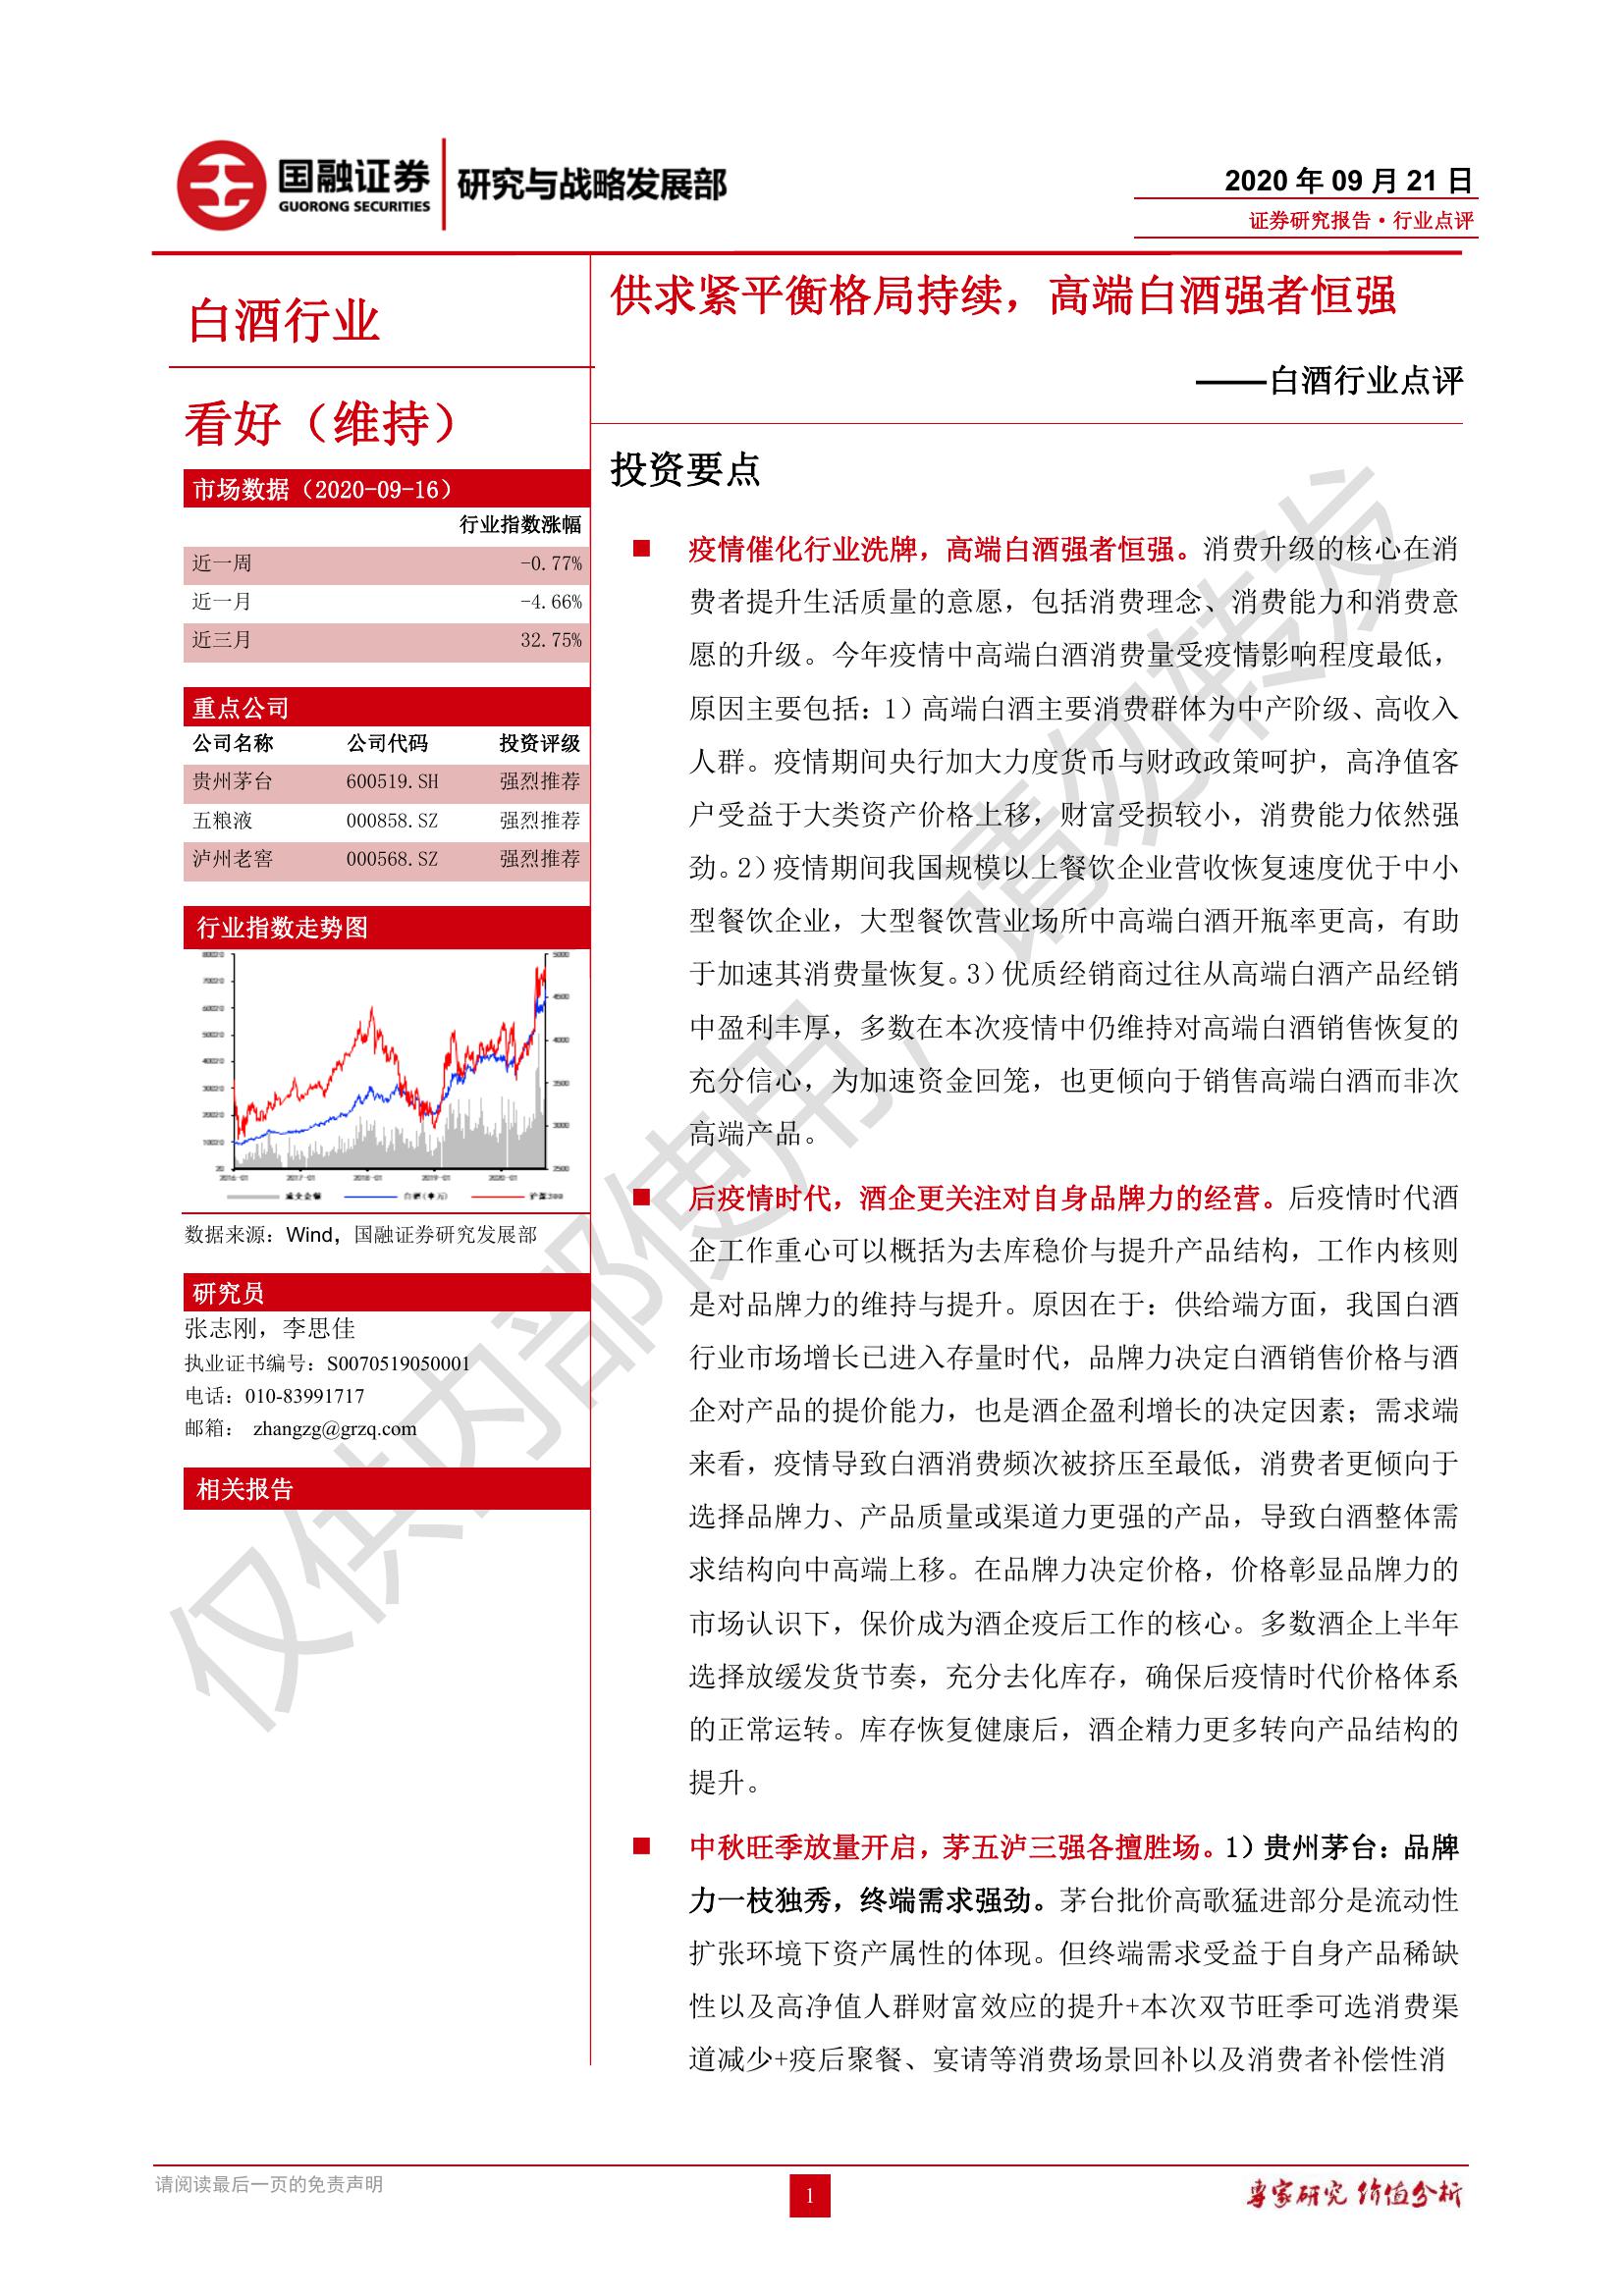 国融证券
GUORONG SECURITIES
研究与战略发展部
2020 年 09 月 21 日
证券研究报告·行业点评
白酒行业
看好（维持）
市场数据（2020-09-16）
行业指数涨幅
近一周 -0.77%
近一月 -4.66%
近三月 32.75%
重点公司
公司名称 公司代码 投资评级
贵州茅台 600519.SH 强烈推荐
五粮液 000858.SZ 强烈推荐
泸州老窖 000568.SZ 强烈推荐
行业指数走势图
80020
70020
60020
50020
40020
30020
20020
10020
20
5000
4500
4000
3500
3000
2500
2016-01 2017-01 2018-01 2019-01 2020-01
成交金额 白酒(申万) 沪深300
数据来源：Wind，国融证券研究发展部
研究员
张志刚，李思佳
执业证书编号：S0070519050001
电话：010-83991717
邮箱： zhangzg@grzq.com
相关报告
供求紧平衡格局持续，高端白酒强者恒强
——白酒行业点评
投资要点
疫情催化行业洗牌，高端白酒强者恒强。消费升级的核心在消
费者提升生活质量的意愿，包括消费理念、消费能力和消费意
愿的升级。今年疫情中高端白酒消费量受疫情影响程度最低，
原因主要包括：1）高端白酒主要消费群体为中产阶级、高收入
人群。疫情期间央行加大力度货币与财政政策呵护，高净值客
户受益于大类资产价格上移，财富受损较小，消费能力依然强
劲。2）疫情期间我国规模以上餐饮企业营收恢复速度优于中小
型餐饮企业，大型餐饮营业场所中高端白酒开瓶率更高，有助
于加速其消费量恢复。3）优质经销商过往从高端白酒产品经销
中盈利丰厚，多数在本次疫情中仍维持对高端白酒销售恢复的
充分信心，为加速资金回笼，也更倾向于销售高端白酒而非次
高端产品。
后疫情时代，酒企更关注对自身品牌力的经营。后疫情时代酒
企工作重心可以概括为去库稳价与提升产品结构，工作内核则
是对品牌力的维持与提升。原因在于：供给端方面，我国白酒
行业市场增长已进入存量时代，品牌力决定白酒销售价格与酒
企对产品的提价能力，也是酒企盈利增长的决定因素；需求端
来看，疫情导致白酒消费频次被挤压至最低，消费者更倾向于
选择品牌力、产品质量或渠道力更强的产品，导致白酒整体需
求结构向中高端上移。在品牌力决定价格，价格彰显品牌力的
市场认识下，保价成为酒企疫后工作的核心。多数酒企上半年
选择放缓发货节奏，充分去化库存，确保后疫情时代价格体系
的正常运转。库存恢复健康后，酒企精力更多转向产品结构的
提升。
中秋旺季放量开启，茅五泸三强各擅胜场。1）贵州茅台：品牌
力一枝独秀，终端需求强劲。茅台批价高歌猛进部分是流动性
扩张环境下资产属性的体现。但终端需求受益于自身产品稀缺
性以及高净值人群财富效应的提升+本次双节旺季可选消费渠
道减少+疫后聚餐、宴请等消费场景回补以及消费者补偿性消
仅供内部使用，请勿转发
请阅读最后一页的免责声明
1
专家研究 价值分析